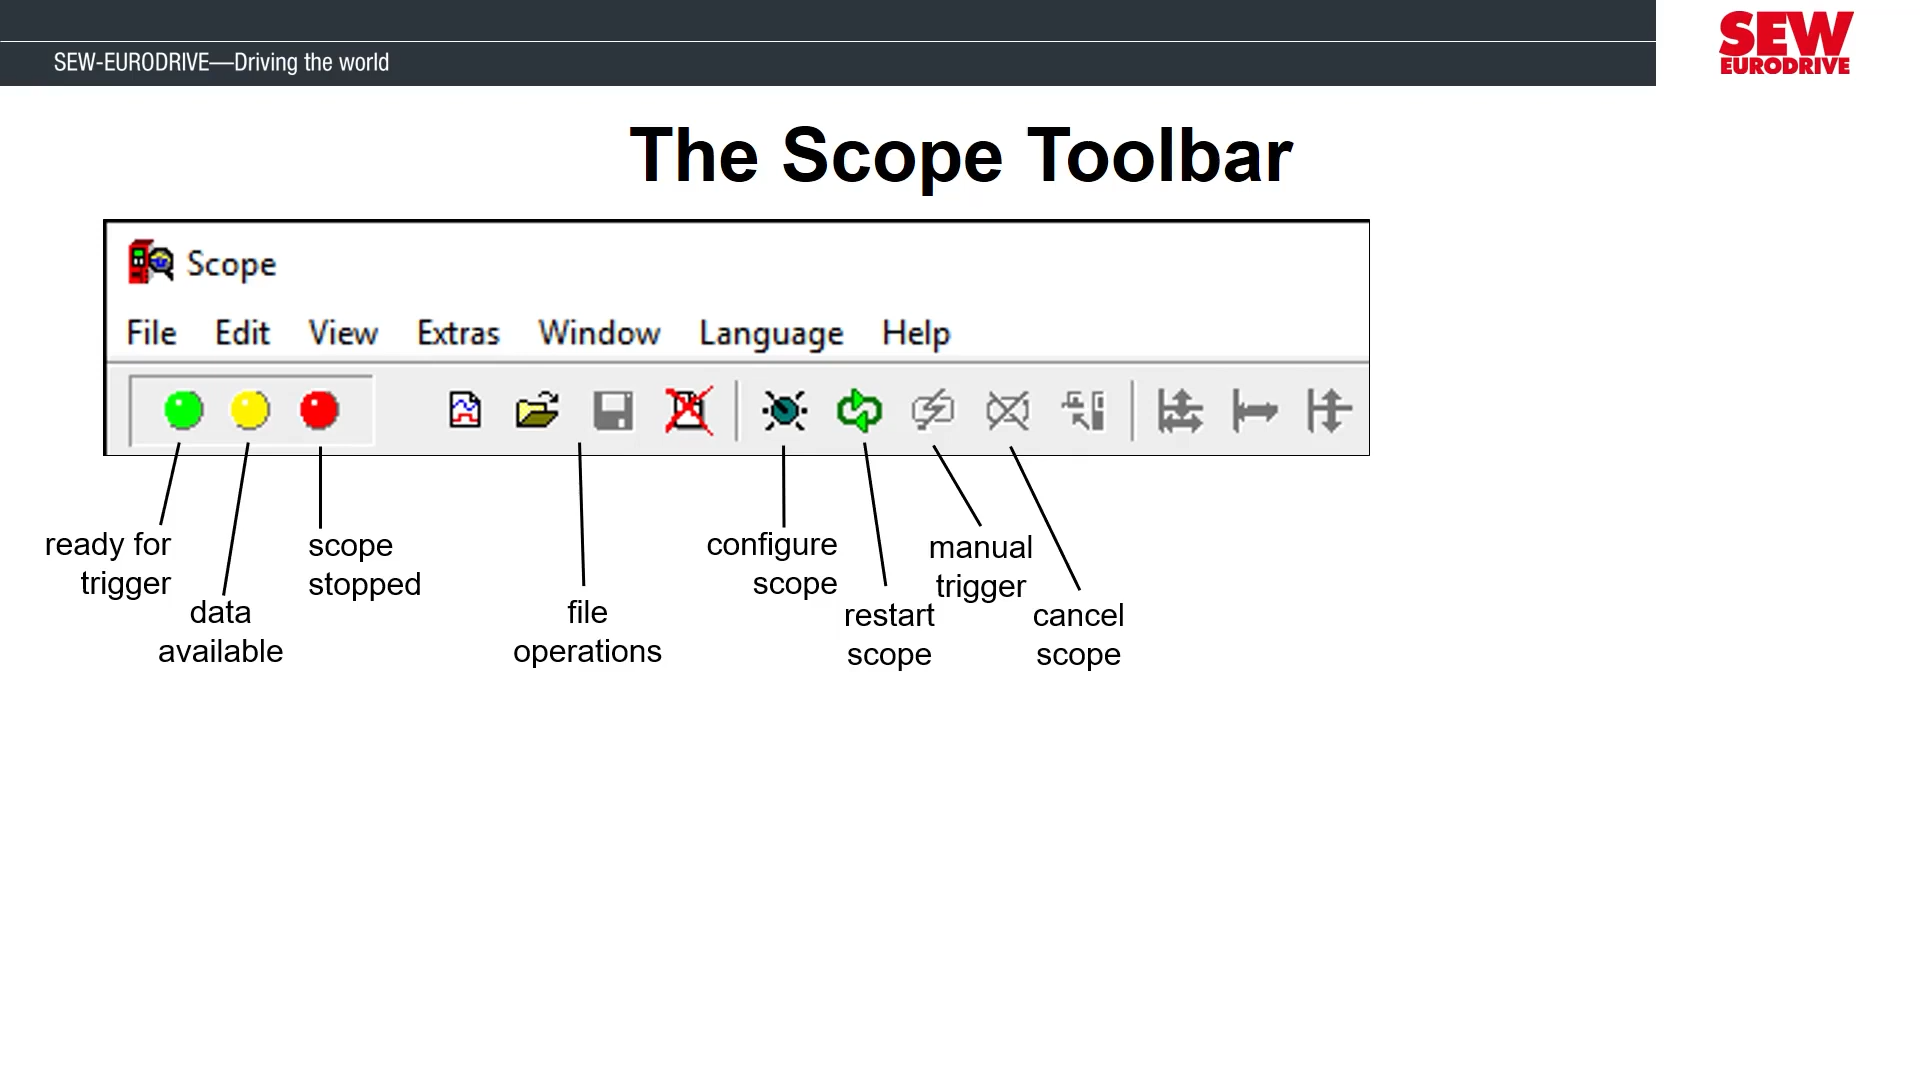 SEW-EURODRIVE—Driving the world
SEW
EURODRIVE
The Scope Toolbar
Scope
File Edit View Extras Window Language Help
ready for
trigger
data
available
scope
stopped
file
operations
configure
scope
restart
scope
manual
trigger
cancel
scope